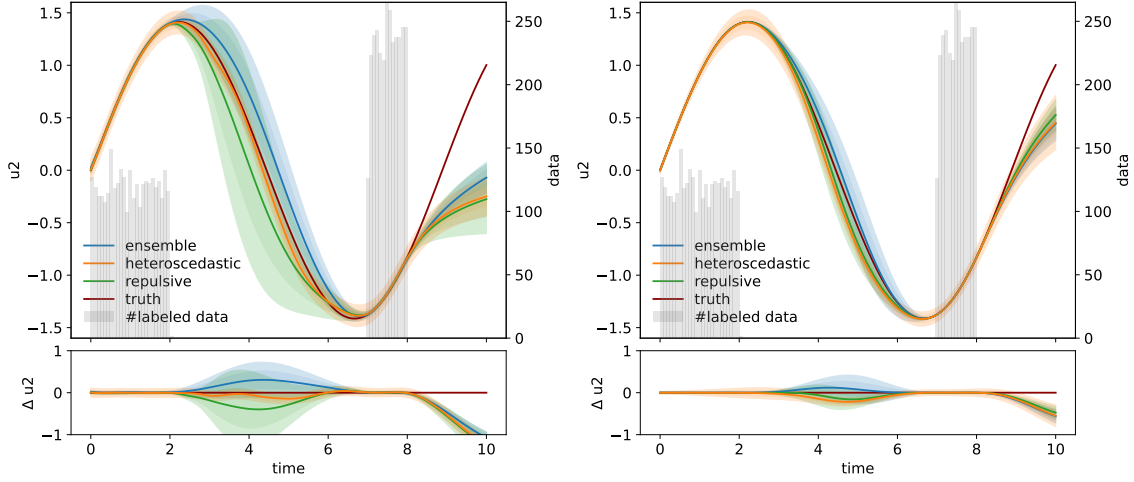 1.5
1.0
0.5
0.0
−0.5
−1.0
−1.5
u2
250
200
150
100
50
0
data
ensemble
heteroscedastic
repulsive
truth
#labeled data
1
0
−1
Δ u2
0 2 4 6 8 10
time
1.5
1.0
0.5
0.0
−0.5
−1.0
−1.5
u2
250
200
150
100
50
0
data
ensemble
heteroscedastic
repulsive
truth
#labeled data
1
0
−1
Δ u2
0 2 4 6 8 10
time